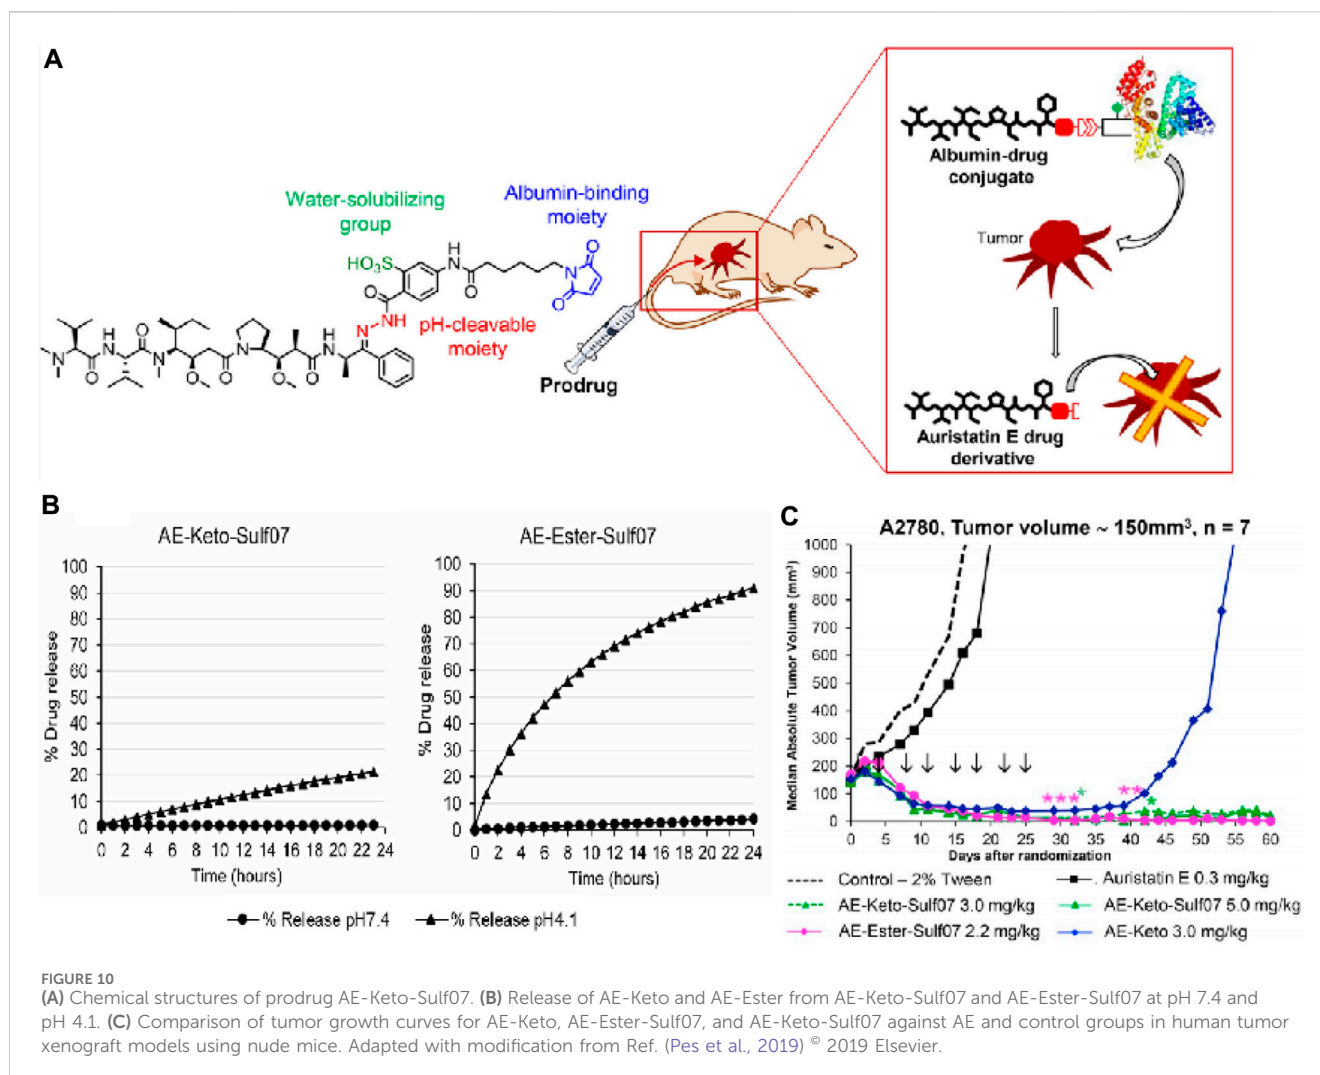 A
Water-solubilizing
group
Albumin-binding
moiety
HO₃S
H
N
O
O
N
O
O
NH
N
pH-cleavable
moiety
N
O
H
N
O
N
O
O
N
O
O
H
N
Prodrug
Albumin-drug
conjugate
Tumor
Auristatin E drug
derivative
B
AE-Keto-Sulf07
% Drug release
100
90
80
70
60
50
40
30
20
10
0
0 2 4 6 8 10 12 14 16 18 20 22 24
Time (hours)
AE-Ester-Sulf07
% Drug release
100
90
80
70
60
50
40
30
20
10
0
0 2 4 6 8 10 12 14 16 18 20 22 24
Time (hours)
% Release pH7.4
% Release pH4.1
C
A2780, Tumor volume ~ 150mm³, n = 7
Median Absolute Tumor Volume (mm³)
1000
900
800
700
600
500
400
300
200
100
0
0 5 10 15 20 25 30 35 40 45 50 55 60
Days after randomization
Control – 2% Tween
Auristatin E 0.3 mg/kg
AE-Keto-Sulf07 3.0 mg/kg
AE-Keto-Sulf07 5.0 mg/kg
AE-Ester-Sulf07 2.2 mg/kg
AE-Keto 3.0 mg/kg
FIGURE 10
(A) Chemical structures of prodrug AE-Keto-Sulf07. (B) Release of AE-Keto and AE-Ester from AE-Keto-Sulf07 and AE-Ester-Sulf07 at pH 7.4 and
pH 4.1. (C) Comparison of tumor growth curves for AE-Keto, AE-Ester-Sulf07, and AE-Keto-Sulf07 against AE and control groups in human tumor
xenograft models using nude mice. Adapted with modification from Ref. (Pes et al., 2019) © 2019 Elsevier.